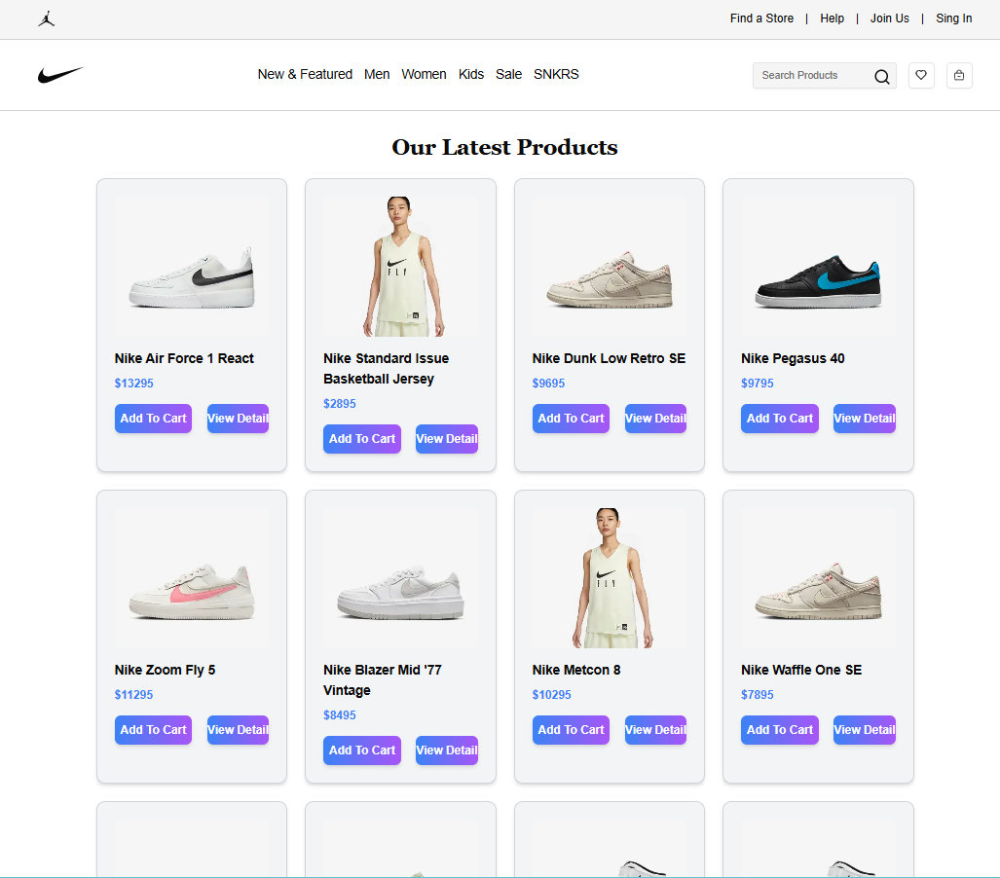 Find a Store | Help | Join Us | Sing In
New & Featured Men Women Kids Sale SNKRS
Search Products
Our Latest Products
FLY
Nike Air Force 1 React
$13295
Add To Cart View Detail
Nike Standard Issue
Basketball Jersey
$2895
Add To Cart View Detail
Nike Dunk Low Retro SE
$9695
Add To Cart View Detail
Nike Pegasus 40
$9795
Add To Cart View Detail
Nike Zoom Fly 5
$11295
Add To Cart View Detail
Nike Blazer Mid '77
Vintage
$8495
Add To Cart View Detail
FLY
Nike Metcon 8
$10295
Add To Cart View Detail
Nike Waffle One SE
$7895
Add To Cart View Detail